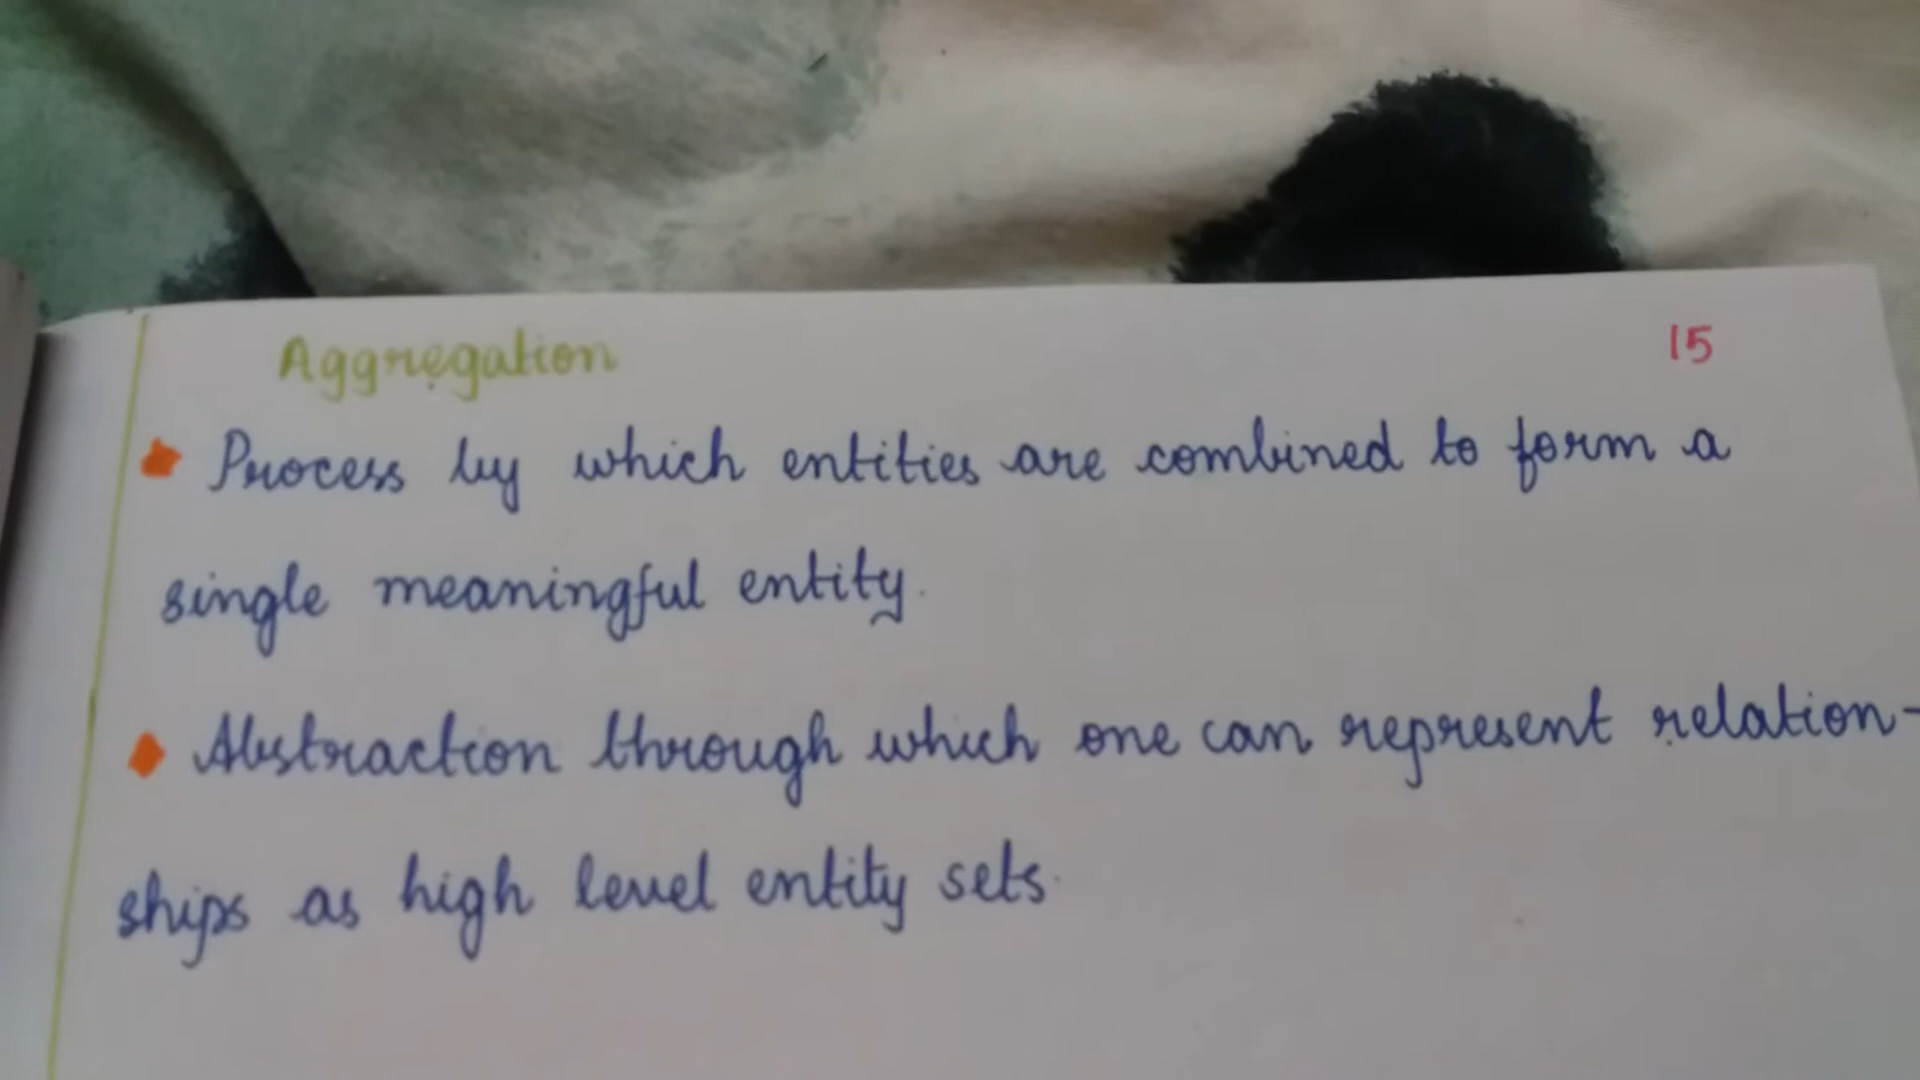 Aggregation
15
Process by which entities are combined to form a
single meaningful entity.
Abstraction through which one can represent relation-
ships as high level entity sets.